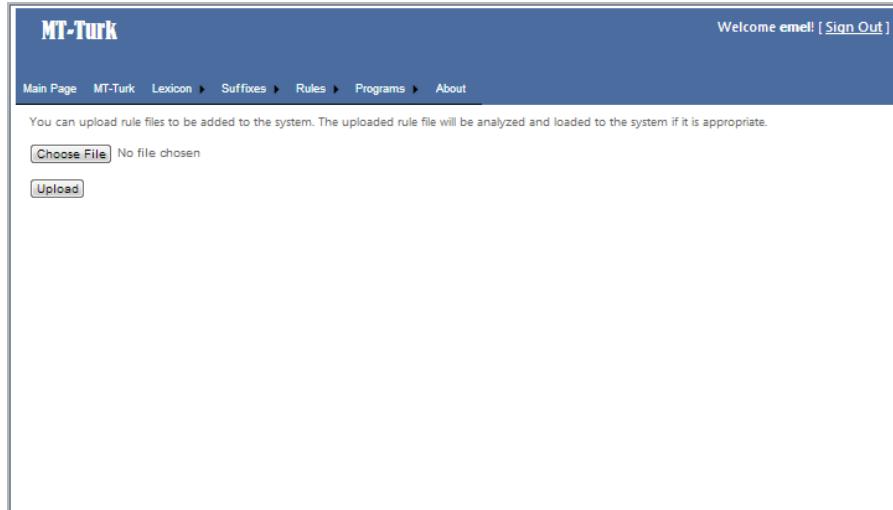 MT-Turk
Welcome emel! [ Sign Out ]
Main Page MT-Turk Lexicon Suffixes Rules Programs About
You can upload rule files to be added to the system. The uploaded rule file will be analyzed and loaded to the system if it is appropriate.
Choose File No file chosen
Upload